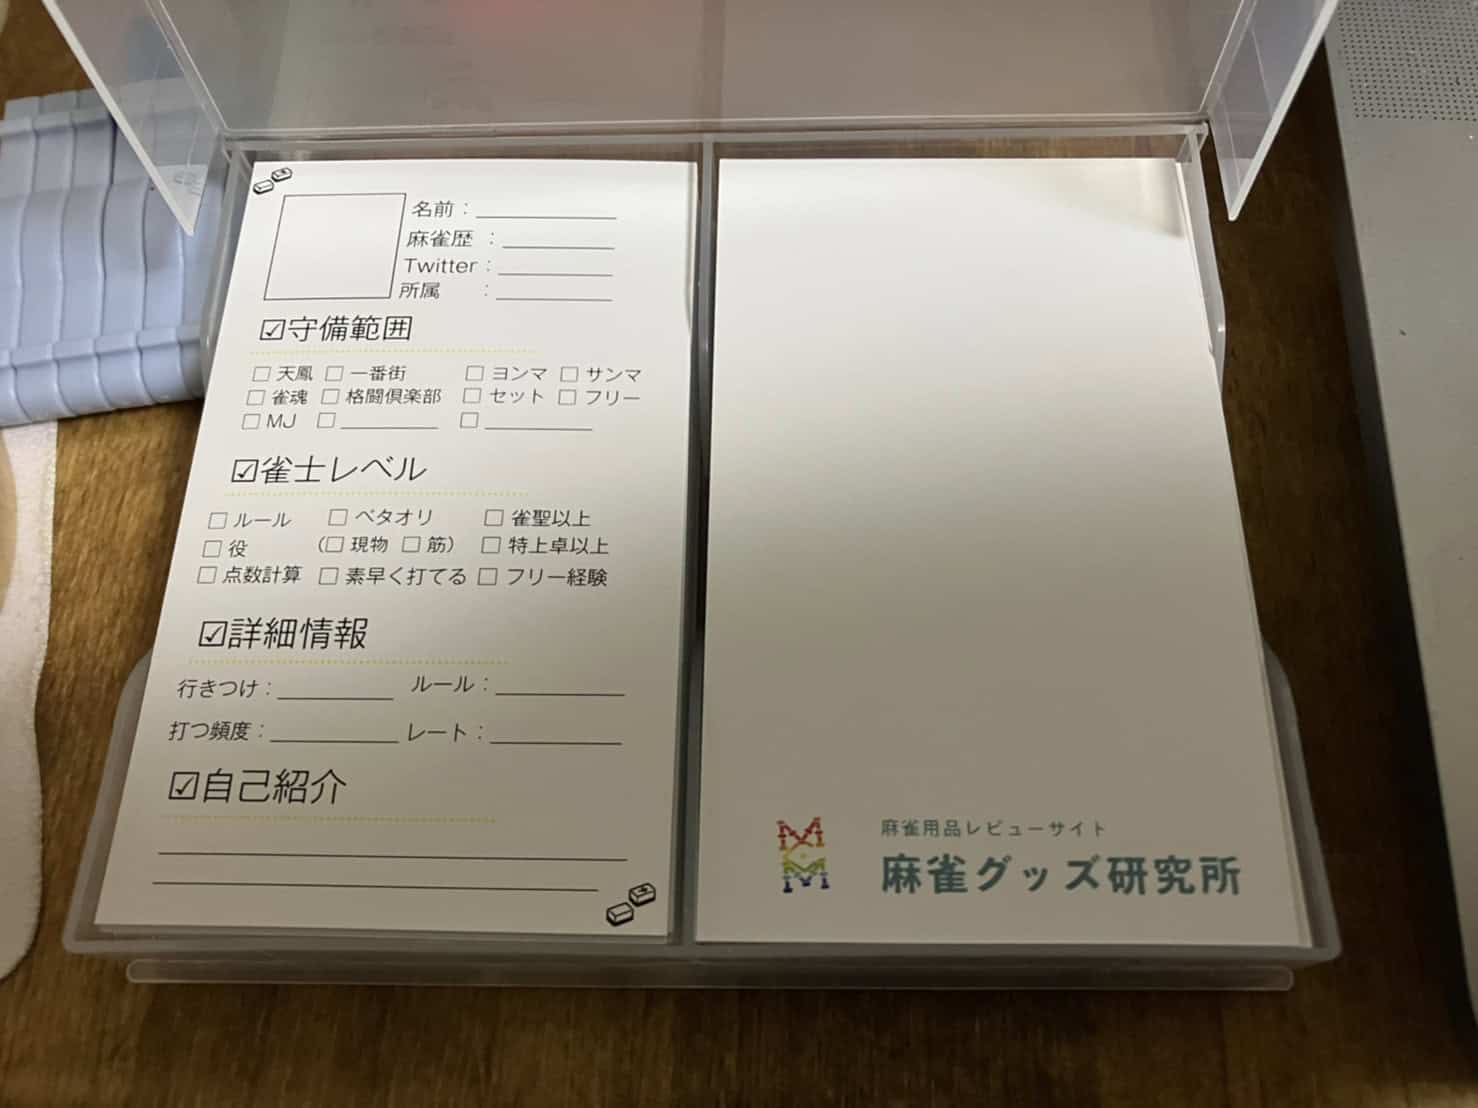 名前：
麻雀歴：
Twitter：
所属：
☑守備範囲
□ 天鳳 □ 一番街 □ ヨンマ □ サンマ
□ 雀魂 □ 格闘倶楽部 □ セット □ フリー
□ MJ □ □
☑雀士レベル
□ ルール □ ベタオリ □ 雀聖以上
□ 役 （□ 現物 □ 筋） □ 特上卓以上
□ 点数計算 □ 素早く打てる □ フリー経験
☑詳細情報
行きつけ： ルール：
打つ頻度： レート：
☑自己紹介
麻雀用品レビューサイト
麻雀グッズ研究所